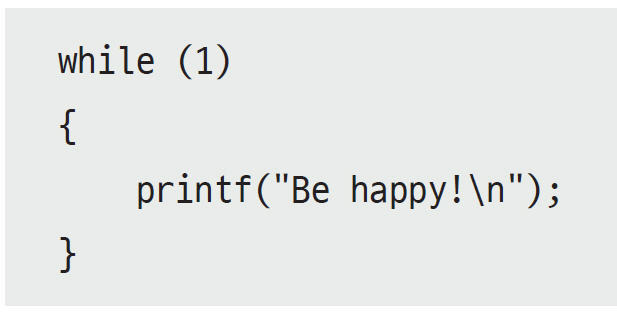 while (1)
{
    printf("Be happy!\n");
}